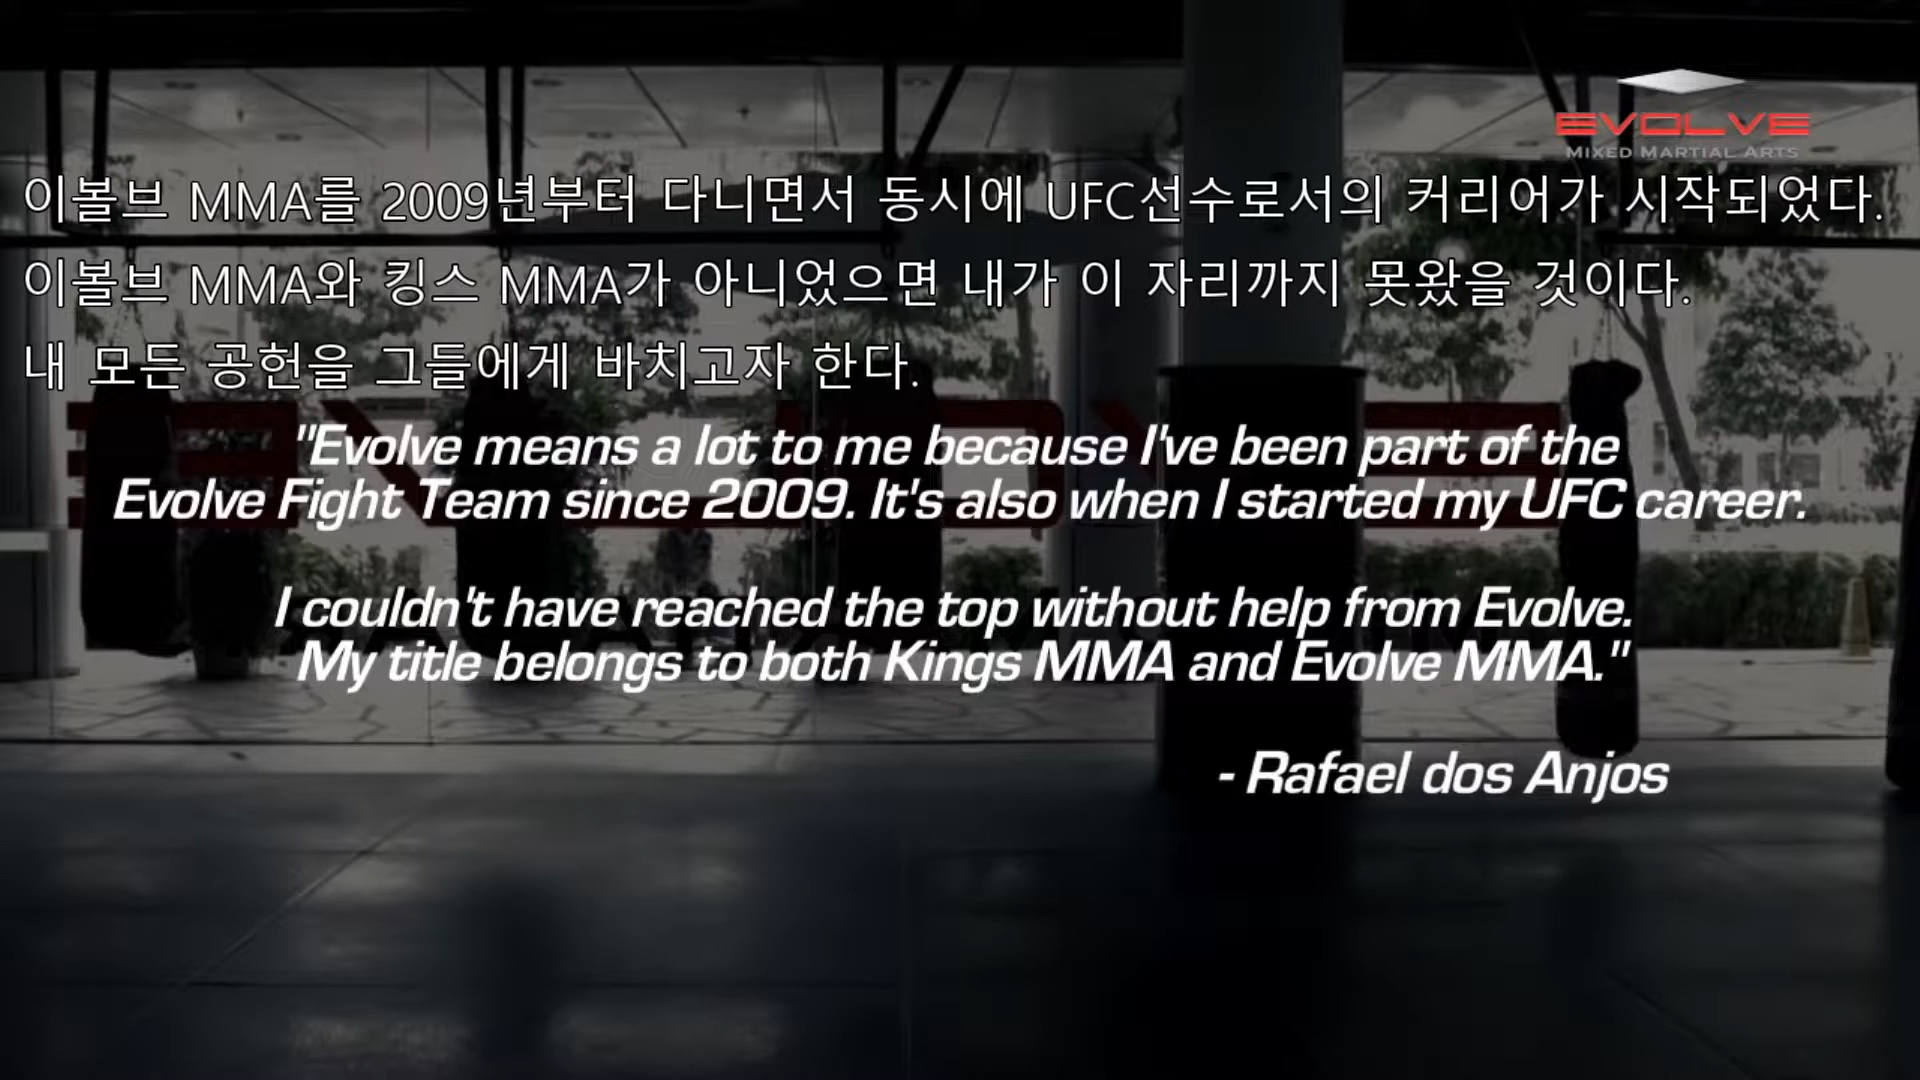 EVOLVE
MIXED MARTIAL ARTS
이볼브 MMA를 2009년부터 다니면서 동시에 UFC선수로서의 커리어가 시작되었다.
이볼브 MMA와 킹스 MMA가 아니었으면 내가 이 자리까지 못왔을 것이다.
내 모든 공헌을 그들에게 바치고자 한다.
"Evolve means a lot to me because I've been part of the
Evolve Fight Team since 2009. It's also when I started my UFC career.
I couldn't have reached the top without help from Evolve.
My title belongs to both Kings MMA and Evolve MMA."
- Rafael dos Anjos